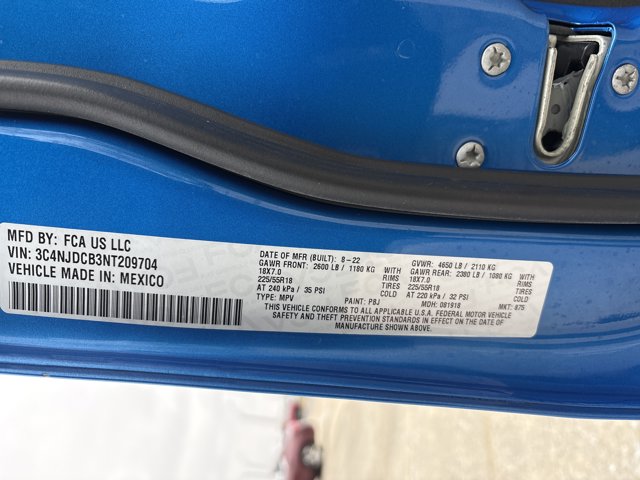 MFD BY: FCA US LLC
VIN: 3C4NJDCB3NT209704
VEHICLE MADE IN: MEXICO
DATE OF MFR (BUILT): 8-22 GVWR: 4650 LB / 2110 KG
GAWR FRONT: 2600 LB / 1180 KG WITH GAWR REAR: 2380 LB / 1080 KG WITH
18X7.0 RIMS 18X7.0 RIMS
225/55R18 TIRES 225/55R18 TIRES
AT 240 kPa / 35 PSI COLD AT 220 kPa / 32 PSI COLD
TYPE: MPV PAINT: PBJ MDH: 081918 MKT: 875
THIS VEHICLE CONFORMS TO ALL APPLICABLE U.S.A. FEDERAL MOTOR VEHICLE
SAFETY AND THEFT PREVENTION STANDARDS IN EFFECT ON THE DATE OF
MANUFACTURE SHOWN ABOVE.